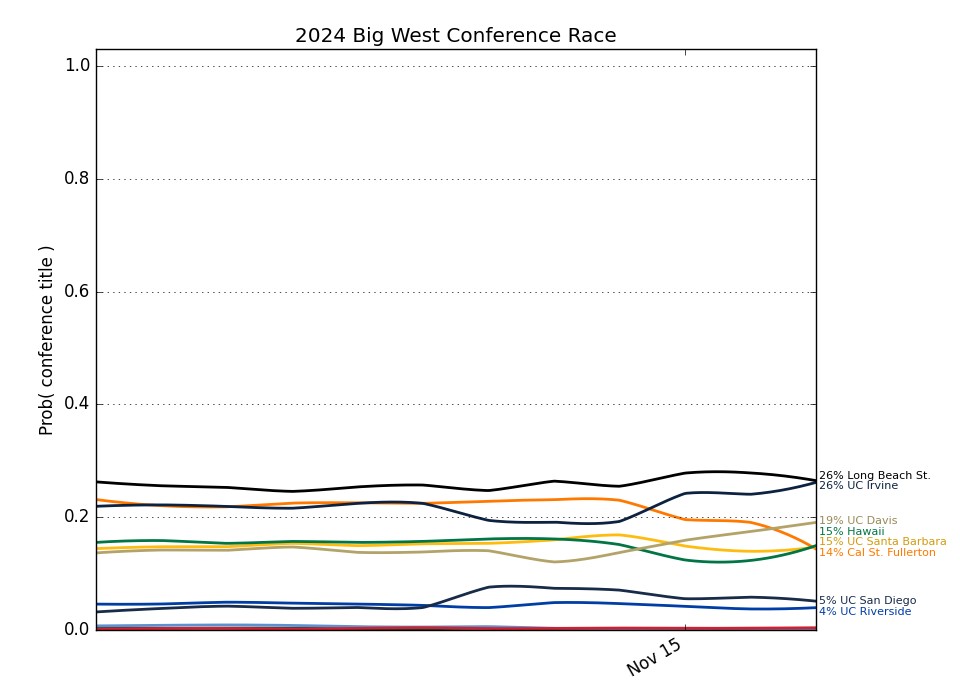 2024 Big West Conference Race
Prob( conference title )
1.0
0.8
0.6
0.4
0.2
0.0
Nov 15
26% Long Beach St.
26% UC Irvine
19% UC Davis
15% Hawaii
15% UC Santa Barbara
14% Cal St. Fullerton
5% UC San Diego
4% UC Riverside